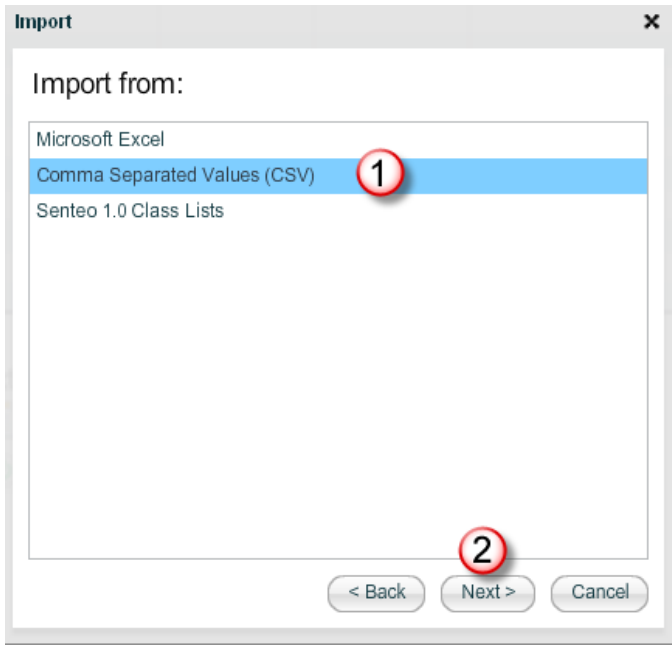 Import
Import from:
Microsoft Excel
Comma Separated Values (CSV) 1
Senteo 1.0 Class Lists
2
< Back Next > Cancel